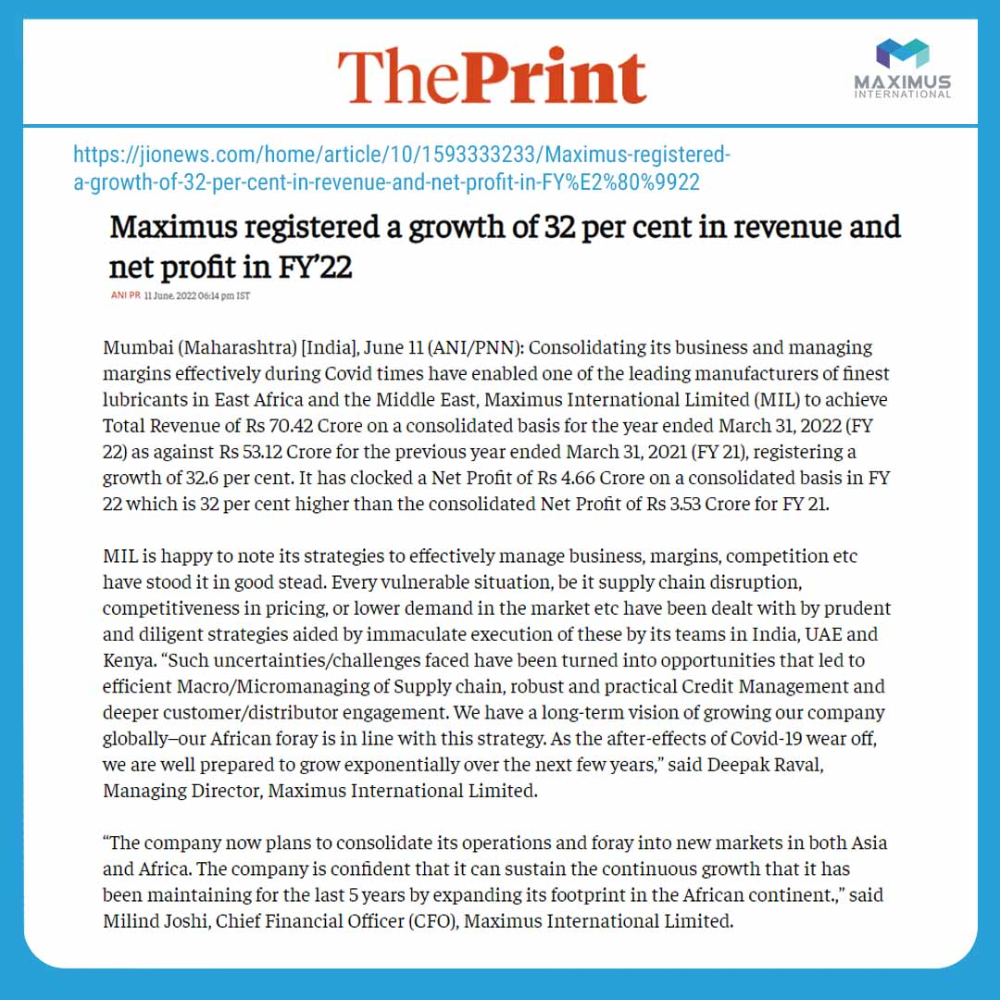 ThePrint
MAXIMUS
INTERNATIONAL
https://jionews.com/home/article/10/1593333233/Maximus-registered-
a-growth-of-32-per-cent-in-revenue-and-net-profit-in-FY%E2%80%9922
Maximus registered a growth of 32 per cent in revenue and
net profit in FY’22
ANI PR 11 June, 2022 06:14 pm IST
Mumbai (Maharashtra) [India], June 11 (ANI/PNN): Consolidating its business and managing
margins effectively during Covid times have enabled one of the leading manufacturers of finest
lubricants in East Africa and the Middle East, Maximus International Limited (MIL) to achieve
Total Revenue of Rs 70.42 Crore on a consolidated basis for the year ended March 31, 2022 (FY
22) as against Rs 53.12 Crore for the previous year ended March 31, 2021 (FY 21), registering a
growth of 32.6 per cent. It has clocked a Net Profit of Rs 4.66 Crore on a consolidated basis in FY
22 which is 32 per cent higher than the consolidated Net Profit of Rs 3.53 Crore for FY 21.
MIL is happy to note its strategies to effectively manage business, margins, competition etc
have stood it in good stead. Every vulnerable situation, be it supply chain disruption,
competitiveness in pricing, or lower demand in the market etc have been dealt with by prudent
and diligent strategies aided by immaculate execution of these by its teams in India, UAE and
Kenya. “Such uncertainties/challenges faced have been turned into opportunities that led to
efficient Macro/Micromanaging of Supply chain, robust and practical Credit Management and
deeper customer/distributor engagement. We have a long-term vision of growing our company
globally–our African foray is in line with this strategy. As the after-effects of Covid-19 wear off,
we are well prepared to grow exponentially over the next few years,” said Deepak Raval,
Managing Director, Maximus International Limited.
“The company now plans to consolidate its operations and foray into new markets in both Asia
and Africa. The company is confident that it can sustain the continuous growth that it has
been maintaining for the last 5 years by expanding its footprint in the African continent.,” said
Milind Joshi, Chief Financial Officer (CFO), Maximus International Limited.